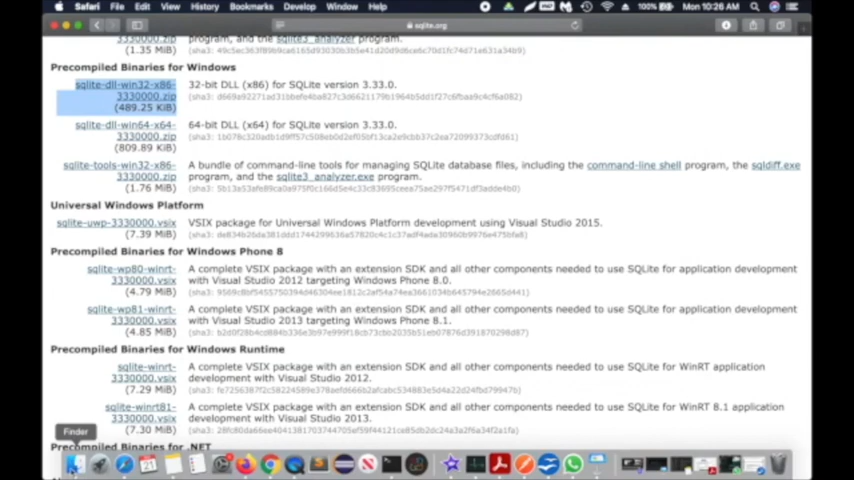 Safari File Edit View History Bookmarks Develop Window Help 100% Mon 10:26 AM
sqlite.org
3330000.zip program, and the sqlite3_analyzer program.
(1.35 MiB)
Precompiled Binaries for Windows
sqlite-dll-win32-x86- 32-bit DLL (x86) for SQLite version 3.33.0.
3330000.zip
(489.25 KiB)
sqlite-dll-win64-x64- 64-bit DLL (x64) for SQLite version 3.33.0.
3330000.zip
(809.89 KiB)
sqlite-tools-win32-x86- A bundle of command-line tools for managing SQLite database files, including the command-line shell program, the sqldiff.exe
3330000.zip program, and the sqlite3_analyzer.exe program.
(1.76 MiB)
Universal Windows Platform
sqlite-uwp-3330000.vsix VSIX package for Universal Windows Platform development using Visual Studio 2015.
(7.39 MiB)
Precompiled Binaries for Windows Phone 8
sqlite-wp80-winrt- A complete VSIX package with an extension SDK and all other components needed to use SQLite for application development
3330000.vsix with Visual Studio 2012 targeting Windows Phone 8.0.
(4.79 MiB)
sqlite-wp81-winrt- A complete VSIX package with an extension SDK and all other components needed to use SQLite for application development
3330000.vsix with Visual Studio 2013 targeting Windows Phone 8.1.
(4.85 MiB)
Precompiled Binaries for Windows Runtime
sqlite-winrt- A complete VSIX package with an extension SDK and all other components needed to use SQLite for WinRT application
3330000.vsix development with Visual Studio 2012.
(7.29 MiB)
sqlite-winrt81- A complete VSIX package with an extension SDK and all other components needed to use SQLite for WinRT 8.1 application
3330000.vsix development with Visual Studio 2013.
(7.30 MiB)
Finder
Precompiled Binaries for .NET